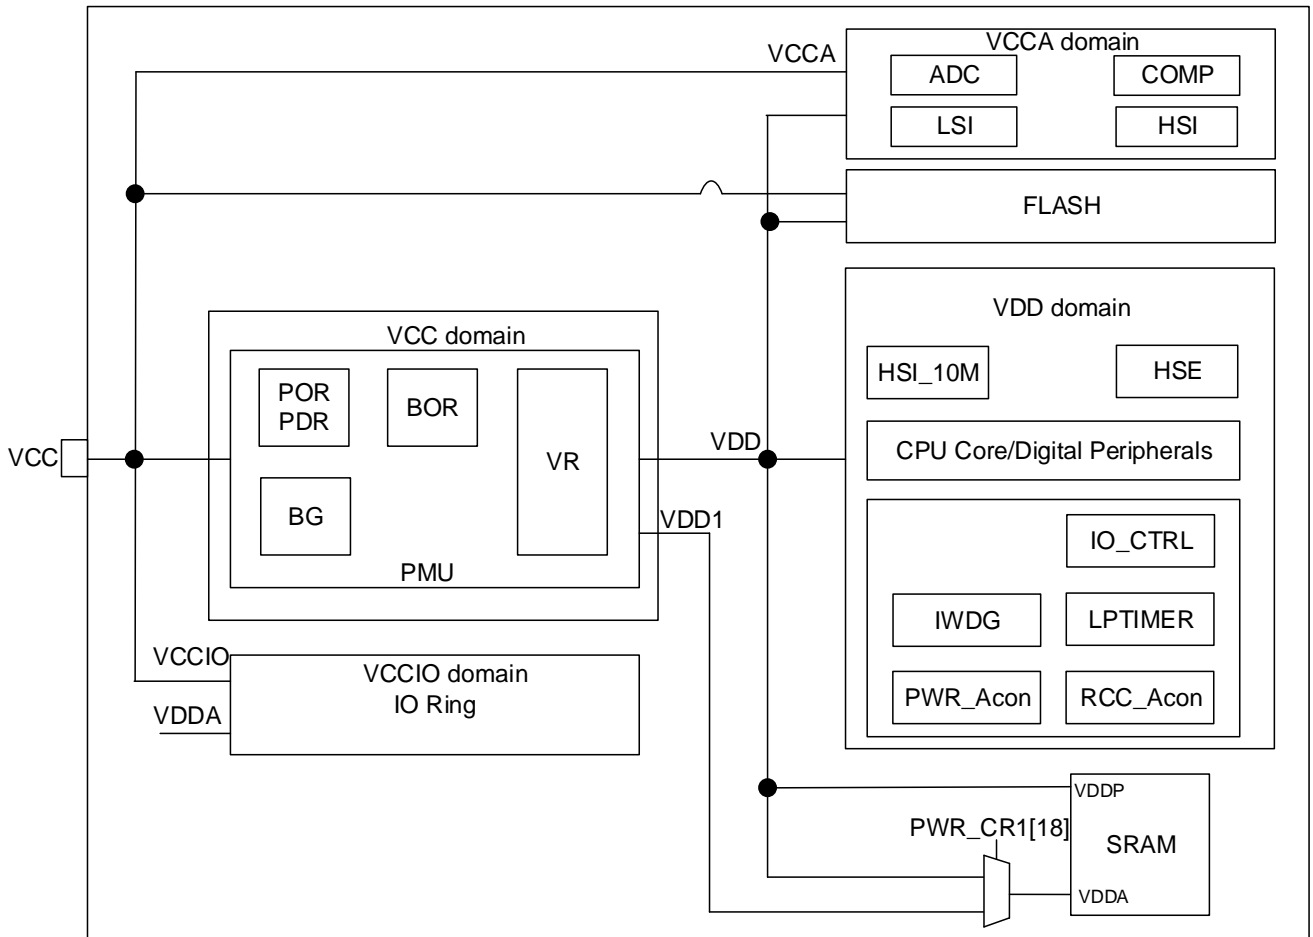 VCCA domain
VCCA
ADC
COMP
LSI
HSI
FLASH
VCC domain
POR
PDR
BOR
VR
BG
PMU
VCC
VDD
VDD1
VDD domain
HSI_10M
HSE
CPU Core/Digital Peripherals
IO_CTRL
IWDG
LPTIMER
PWR_Acon
RCC_Acon
VCCIO
VCCIO domain
IO Ring
VDDA
VDDP
PWR_CR1[18]
SRAM
VDDA